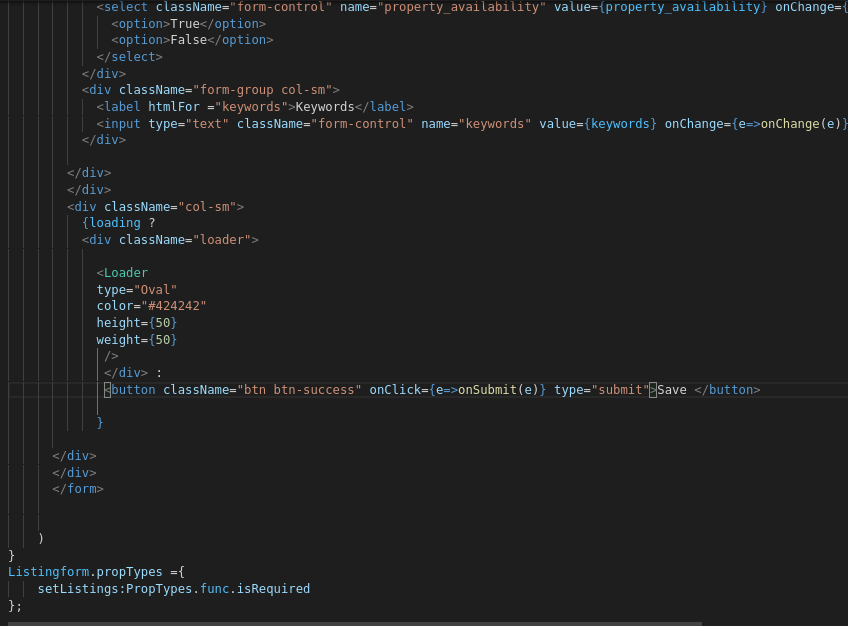 <select className="form-control" name="property_availability" value={property_availability} onChange={
<option>True</option>
<option>False</option>
</select>
</div>
<div className="form-group col-sm">
<label htmlFor ="keywords">Keywords</label>
<input type="text" className="form-control" name="keywords" value={keywords} onChange={e=>onChange(e)}
</div>
</div>
</div>
<div className="col-sm">
{loading ?
<div className="loader">
<Loader
type="Oval"
color="#424242"
height={50}
weight={50}
/>
</div> :
<button className="btn btn-success" onClick={e=>onSubmit(e)} type="submit">Save </button>
}
</div>
</div>
</form>
)
}
Listingform.propTypes ={
setListings:PropTypes.func.isRequired
};